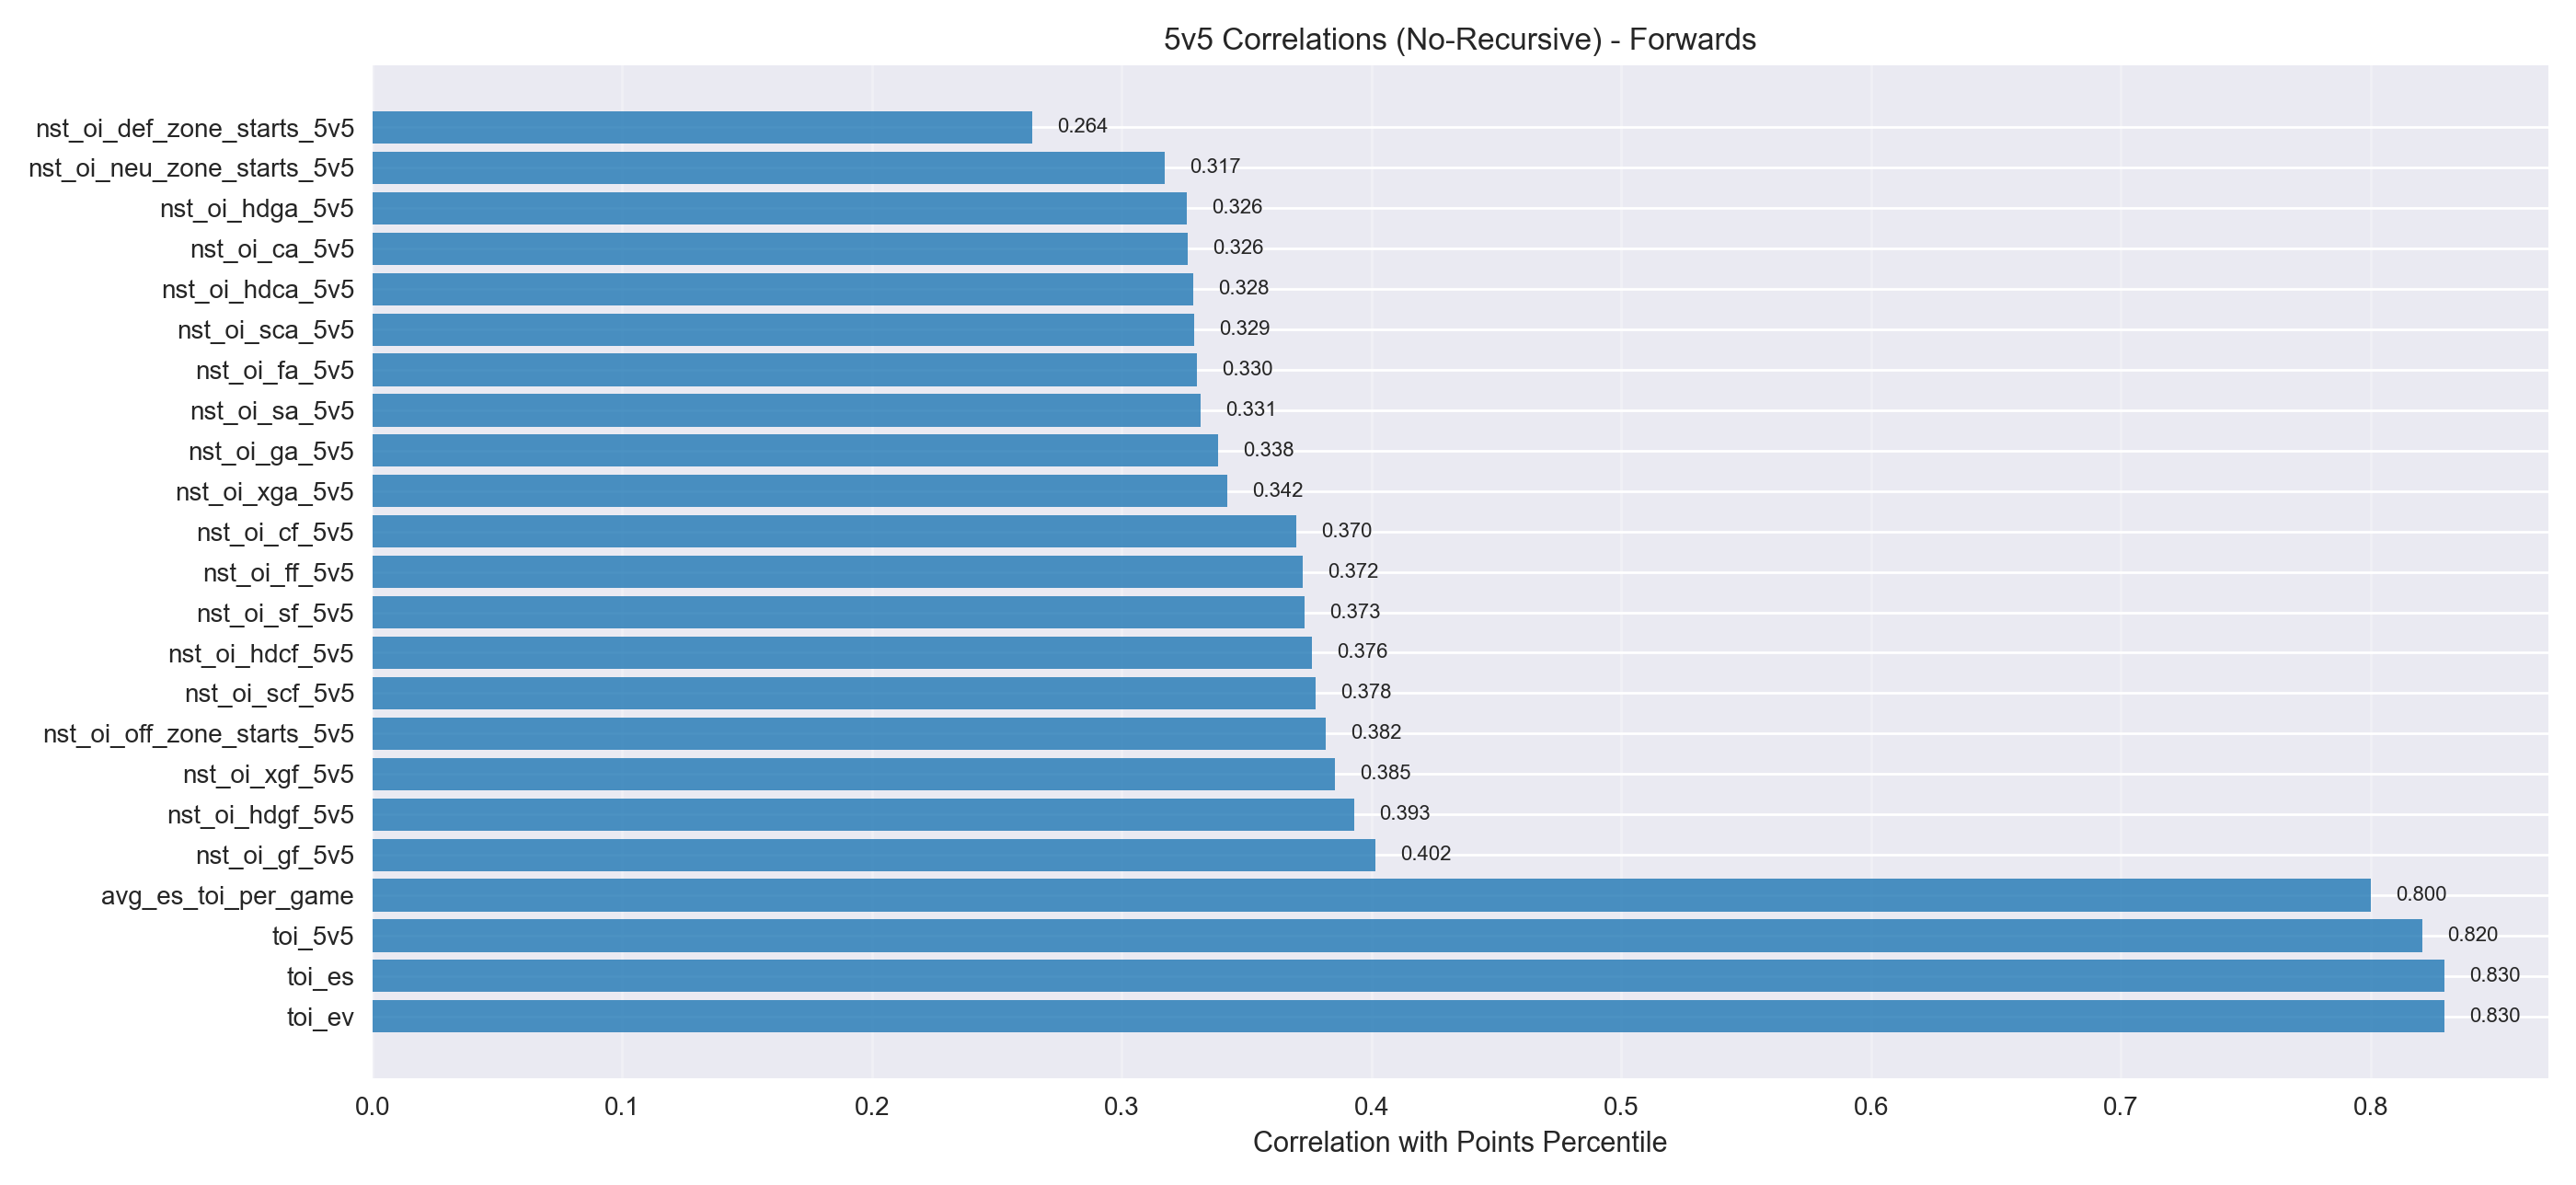 5v5 Correlations (No-Recursive) - Forwards
nst_oi_def_zone_starts_5v5 0.264
nst_oi_neu_zone_starts_5v5 0.317
nst_oi_hdga_5v5 0.326
nst_oi_ca_5v5 0.326
nst_oi_hdca_5v5 0.328
nst_oi_sca_5v5 0.329
nst_oi_fa_5v5 0.330
nst_oi_sa_5v5 0.331
nst_oi_ga_5v5 0.338
nst_oi_xga_5v5 0.342
nst_oi_cf_5v5 0.370
nst_oi_ff_5v5 0.372
nst_oi_sf_5v5 0.373
nst_oi_hdcf_5v5 0.376
nst_oi_scf_5v5 0.378
nst_oi_off_zone_starts_5v5 0.382
nst_oi_xgf_5v5 0.385
nst_oi_hdgf_5v5 0.393
nst_oi_gf_5v5 0.402
avg_es_toi_per_game 0.800
toi_5v5 0.820
toi_es 0.830
toi_ev 0.830
0.0 0.1 0.2 0.3 0.4 0.5 0.6 0.7 0.8
Correlation with Points Percentile